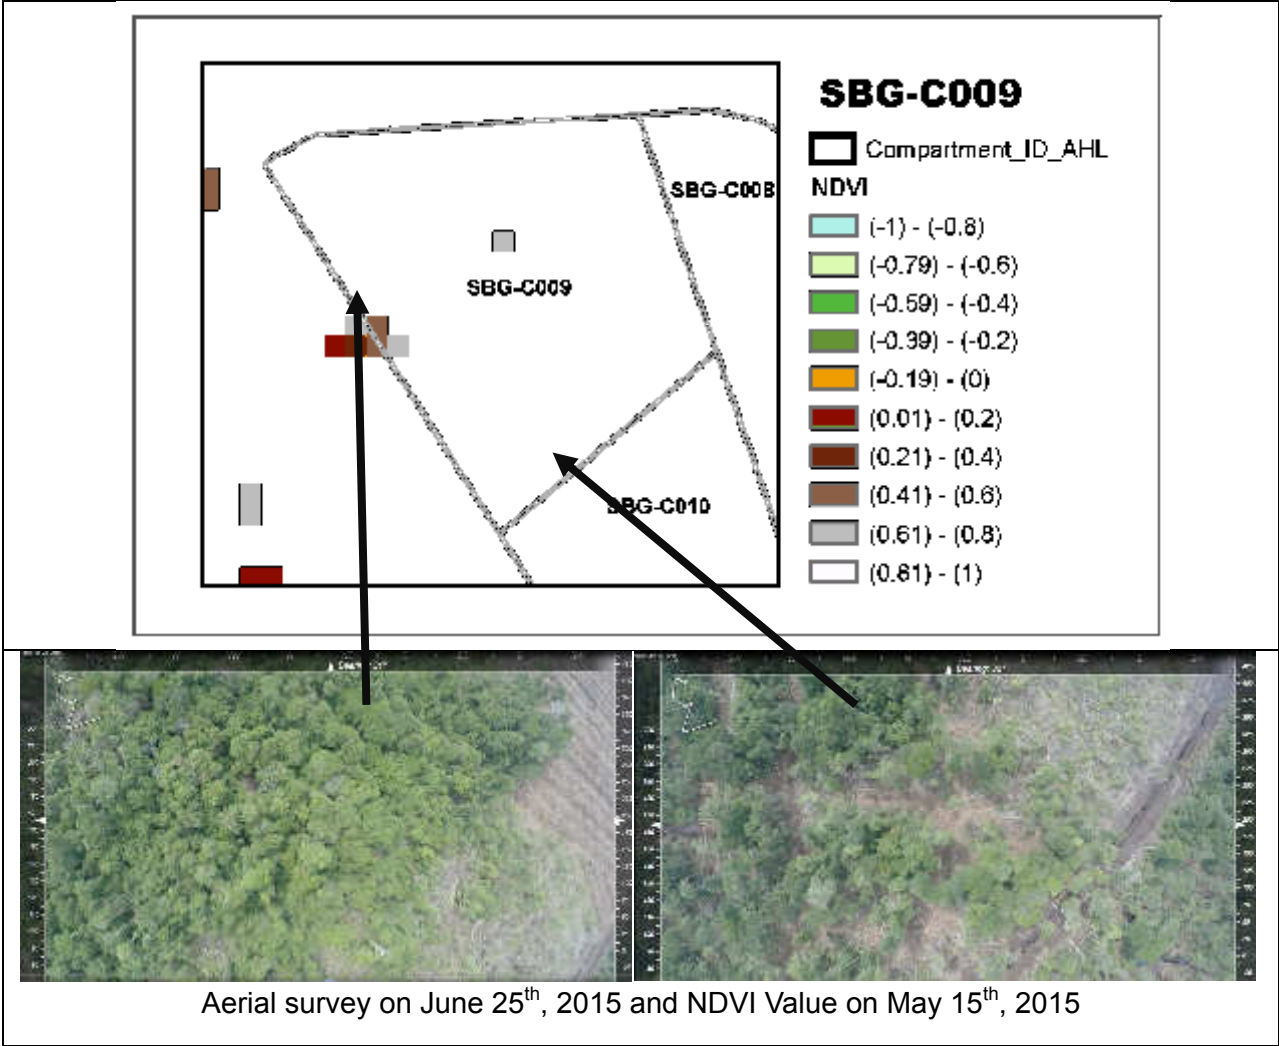 SBG-C009
Compartment_ID_AHL
NDVI
(-1) - (-0.8)
(-0.79) - (-0.6)
(-0.59) - (-0.4)
(-0.39) - (-0.2)
(-0.19) - (0)
(0.01) - (0.2)
(0.21) - (0.4)
(0.41) - (0.6)
(0.61) - (0.8)
(0.81) - (1)
SBG-C008
SBG-C009
SBG-C010
Aerial survey on June 25th, 2015 and NDVI Value on May 15th, 2015